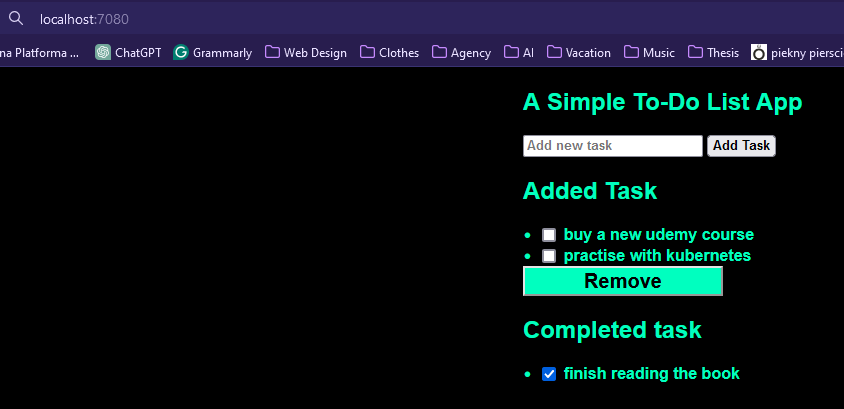 localhost:7080
na Platforma ... ChatGPT Grammarly Web Design Clothes Agency AI Vacation Music Thesis piekny piersci
A Simple To-Do List App
Add new task Add Task
Added Task
buy a new udemy course
practise with kubernetes
Remove
Completed task
finish reading the book